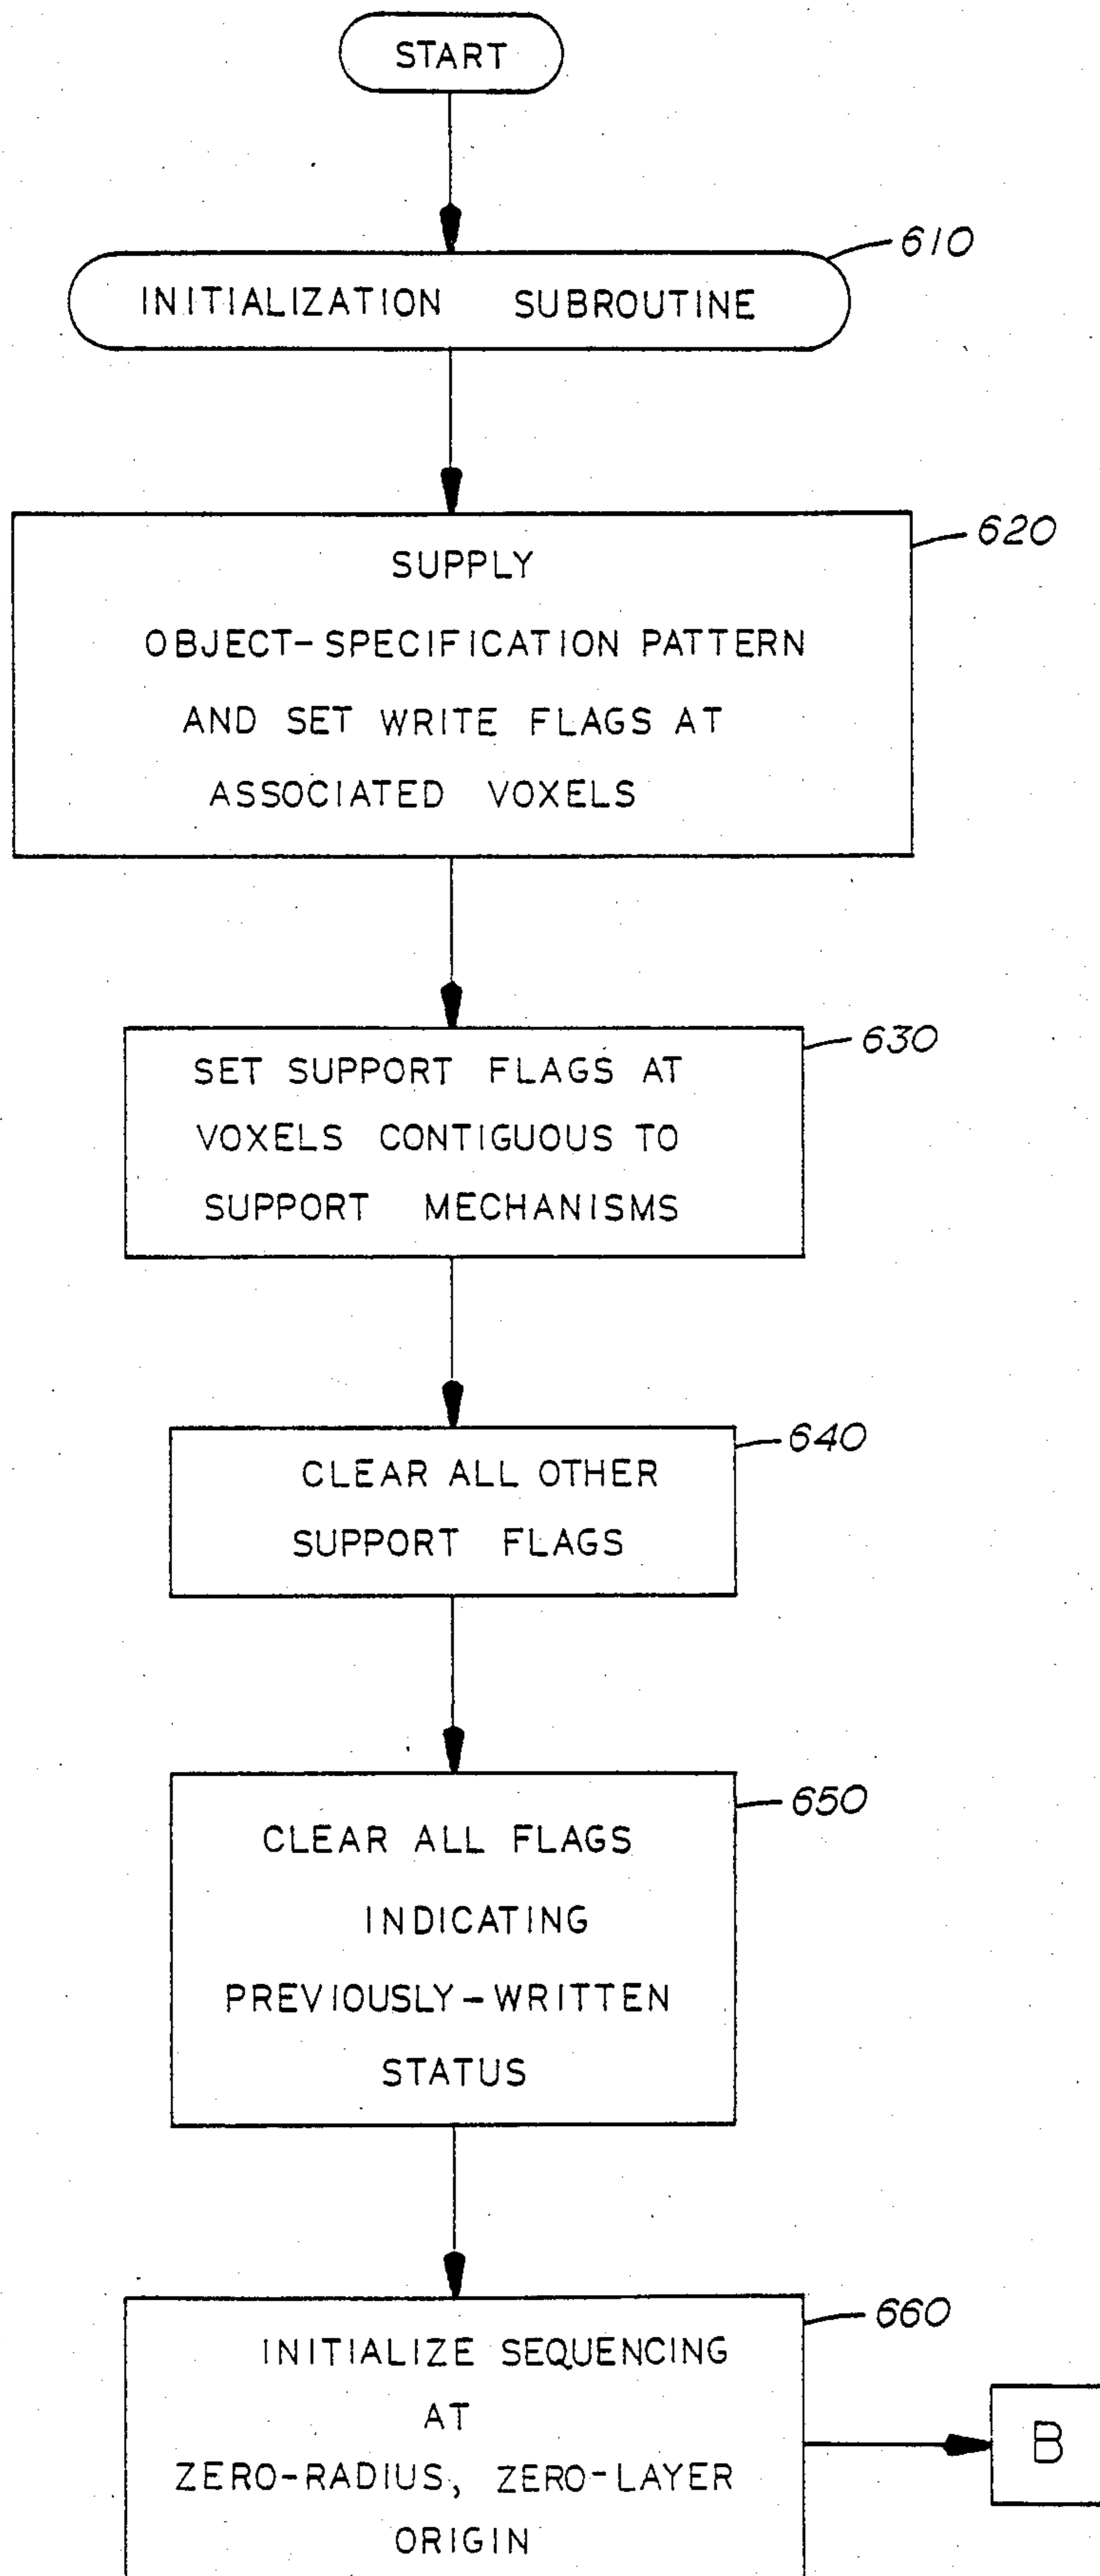 START
610
INITIALIZATION SUBROUTINE
620
SUPPLY
OBJECT-SPECIFICATION PATTERN
AND SET WRITE FLAGS AT
ASSOCIATED VOXELS
630
SET SUPPORT FLAGS AT
VOXELS CONTIGUOUS TO
SUPPORT MECHANISMS
640
CLEAR ALL OTHER
SUPPORT FLAGS
650
CLEAR ALL FLAGS
INDICATING
PREVIOUSLY-WRITTEN
STATUS
660
INITIALIZE SEQUENCING
AT
ZERO-RADIUS, ZERO-LAYER
ORIGIN
B